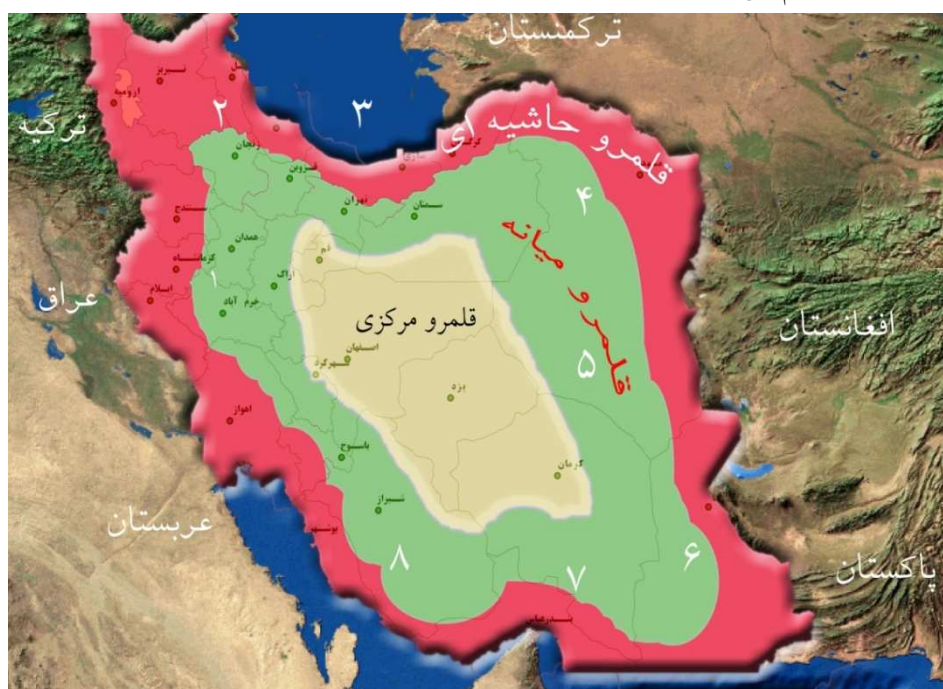 ترکمنستان
تبریز
ارومیه
ترکیه
۲
۳
قلمرو حاشیه ای
زنجان
قزوین
تهران
سمنان
۴
سنندج
همدان
قم
قلمرو میانه
کرمانشاه
۱
اراک
ایلام
خرم آباد
عراق
قلمرو مرکزی
افغانستان
اصفهان
شهرکرد
۵
یزد
اهواز
یاسوج
کرمان
شیراز
عربستان
بوشهر
۸
۷
۶
پاکستان
بندرعباس